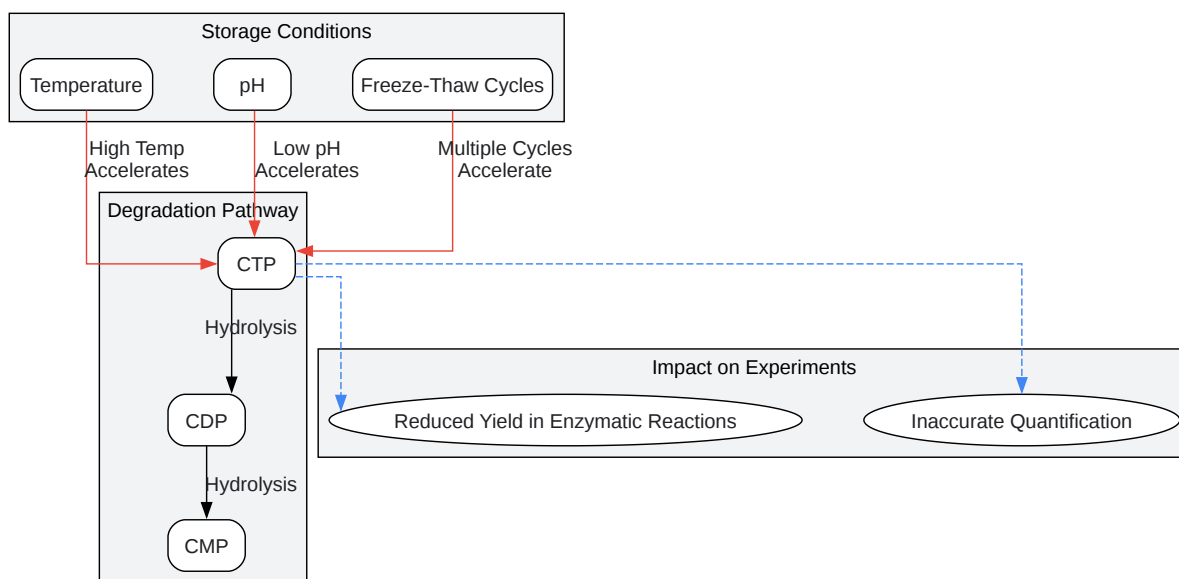 Storage Conditions
Temperature
pH
Freeze-Thaw Cycles
High Temp
Accelerates
Low pH
Accelerates
Multiple Cycles
Accelerate
Degradation Pathway
CTP
Hydrolysis
Impact on Experiments
CDP
Reduced Yield in Enzymatic Reactions
Inaccurate Quantification
Hydrolysis
CMP